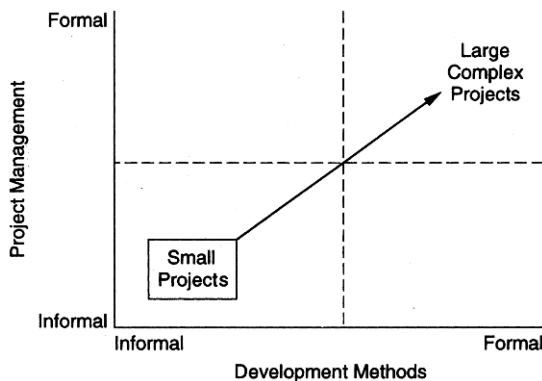 Formal
Large
Complex
Projects
Project Management
Small
Projects
Informal
Informal
Formal
Development Methods